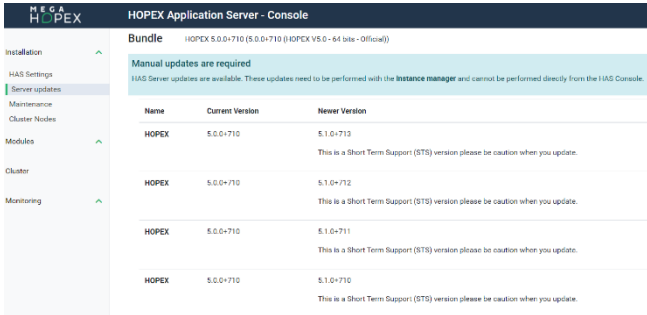 MEGA
HOPEX
HOPEX Application Server - Console
Installation
HAS Settings
Server updates
Maintenance
Cluster Nodes
Modules
Cluster
Monitoring
Bundle HOPEX 5.0.0+710 (5.0.0+710 (HOPEX V5.0 - 64 bits - Official))
Manual updates are required
HAS Server updates are available. These updates need to be performed with the Instance manager and cannot be performed directly from the HAS Console.
Name Current Version Newer Version
HOPEX 5.0.0+710 5.1.0+713
This is a Short Term Support (STS) version please be caution when you update.
HOPEX 5.0.0+710 5.1.0+712
This is a Short Term Support (STS) version please be caution when you update.
HOPEX 5.0.0+710 5.1.0+711
This is a Short Term Support (STS) version please be caution when you update.
HOPEX 5.0.0+710 5.1.0+710
This is a Short Term Support (STS) version please be caution when you update.